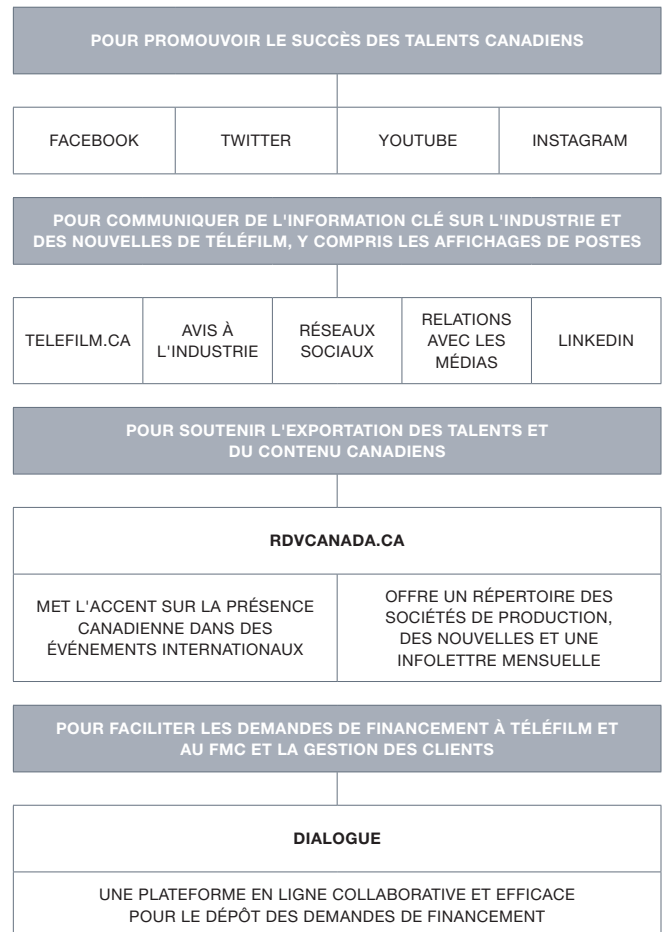 POUR PROMOUVOIR LE SUCCÈS DES TALENTS CANADIENS
FACEBOOK
TWITTER
YOUTUBE
INSTAGRAM
POUR COMMUNIQUER DE L'INFORMATION CLÉ SUR L'INDUSTRIE ET
DES NOUVELLES DE TÉLÉFILM, Y COMPRIS LES AFFICHAGES DE POSTES
TELEFILM.CA
AVIS À
L'INDUSTRIE
RÉSEAUX
SOCIAUX
RELATIONS
AVEC LES
MÉDIAS
LINKEDIN
POUR SOUTENIR L'EXPORTATION DES TALENTS ET
DU CONTENU CANADIENS
RDVCANADA.CA
MET L'ACCENT SUR LA PRÉSENCE
CANADIENNE DANS DES
ÉVÉNEMENTS INTERNATIONAUX
OFFRE UN RÉPERTOIRE DES
SOCIÉTÉS DE PRODUCTION,
DES NOUVELLES ET UNE
INFOLETTRE MENSUELLE
POUR FACILITER LES DEMANDES DE FINANCEMENT À TÉLÉFILM ET
AU FMC ET LA GESTION DES CLIENTS
DIALOGUE
UNE PLATEFORME EN LIGNE COLLABORATIVE ET EFFICACE
POUR LE DÉPÔT DES DEMANDES DE FINANCEMENT